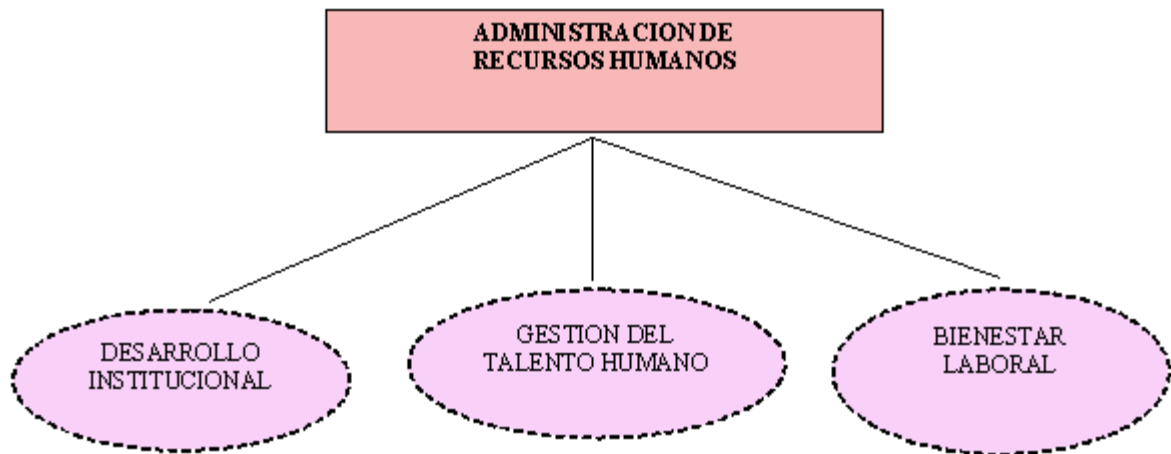 ADMINISTRACION DE
RECURSOS HUMANOS
DESARROLLO
INSTITUCIONAL
GESTION DEL
TALENTO HUMANO
BIENESTAR
LABORAL